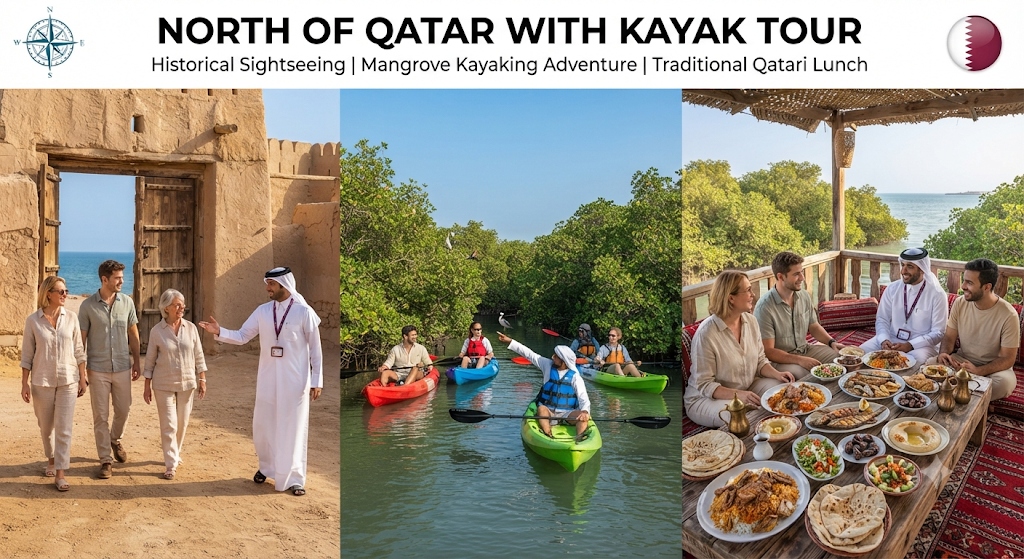 N
W E
S
NORTH OF QATAR WITH KAYAK TOUR
Historical Sightseeing | Mangrove Kayaking Adventure | Traditional Qatari Lunch